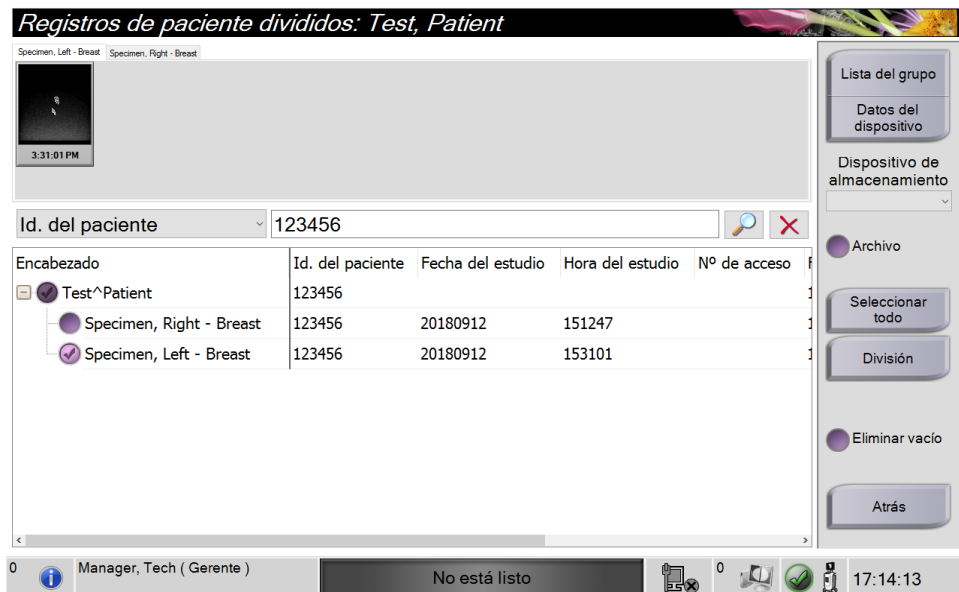 Registros de paciente divididos: Test, Patient
Specimen, Left - Breast Specimen, Right - Breast
3:31:01 PM
Lista del grupo
Datos del
dispositivo
Dispositivo de
almacenamiento
Id. del paciente 123456
Archivo
Encabezado Id. del paciente Fecha del estudio Hora del estudio Nº de acceso
Test^Patient 123456
Specimen, Right - Breast 123456 20180912 151247
Specimen, Left - Breast 123456 20180912 153101
Seleccionar
todo
División
Eliminar vacío
Atrás
0 Manager, Tech ( Gerente ) No está listo 0 17:14:13